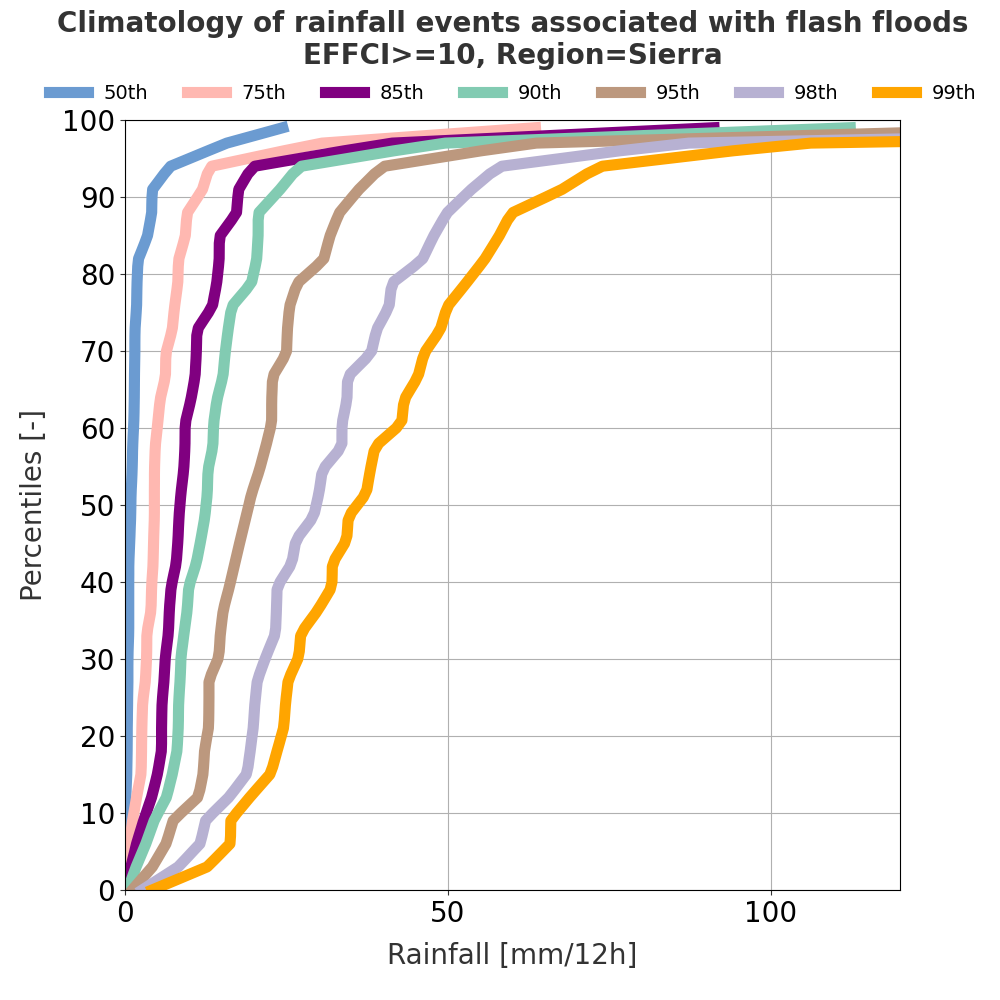 Climatology of rainfall events associated with flash floods
EFFCI>=10, Region=Sierra
50th 75th 85th 90th 95th 98th 99th
100
90
80
70
60
50
40
30
20
10
0
Percentiles [-]
0 50 100
Rainfall [mm/12h]